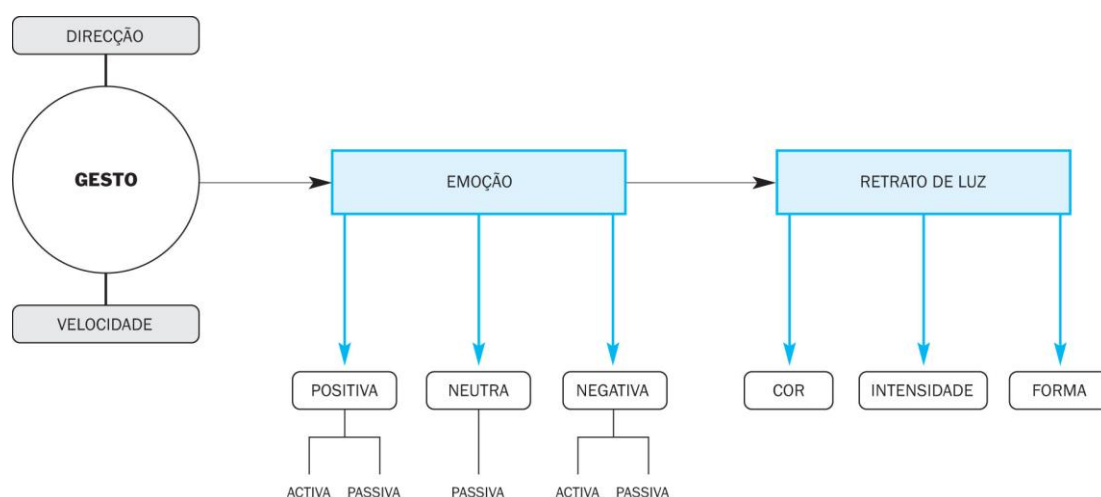 DIRECÇÃO
GESTO
VELOCIDADE
EMOÇÃO
RETRATO DE LUZ
POSITIVA
NEUTRA
NEGATIVA
COR
INTENSIDADE
FORMA
ACTIVA
PASSIVA
PASSIVA
ACTIVA
PASSIVA